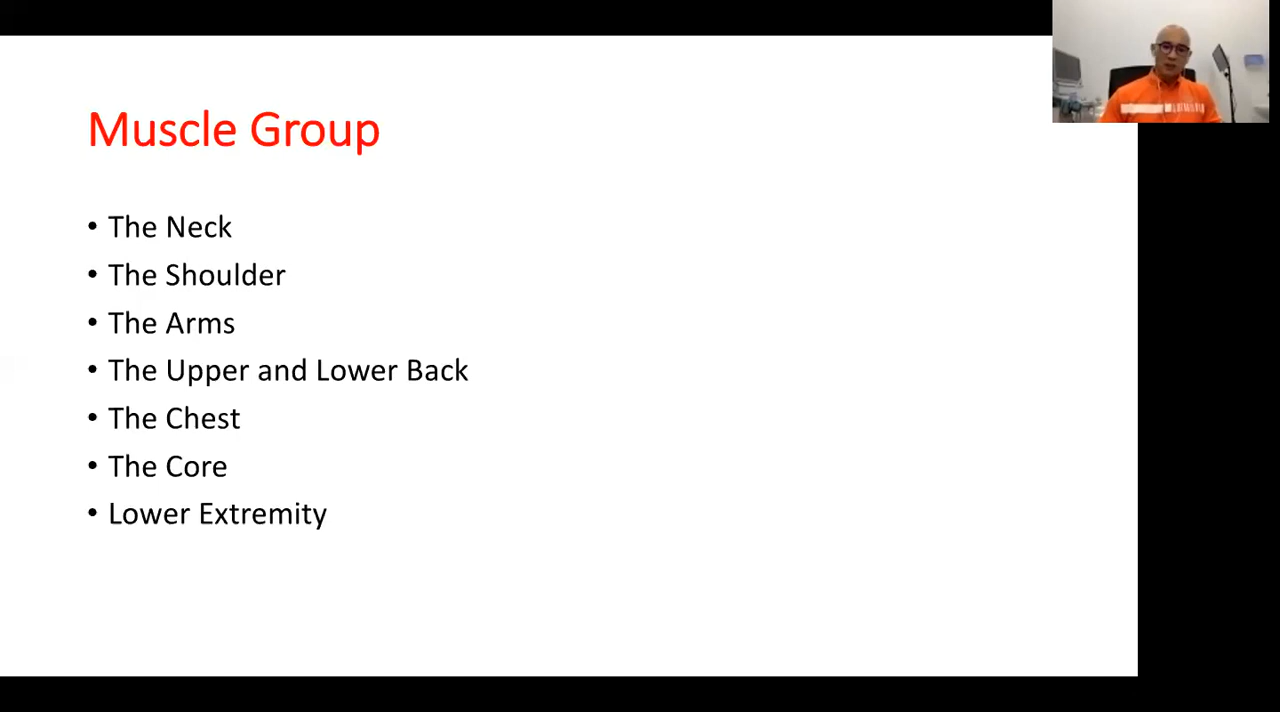 Muscle Group
• The Neck
• The Shoulder
• The Arms
• The Upper and Lower Back
• The Chest
• The Core
• Lower Extremity